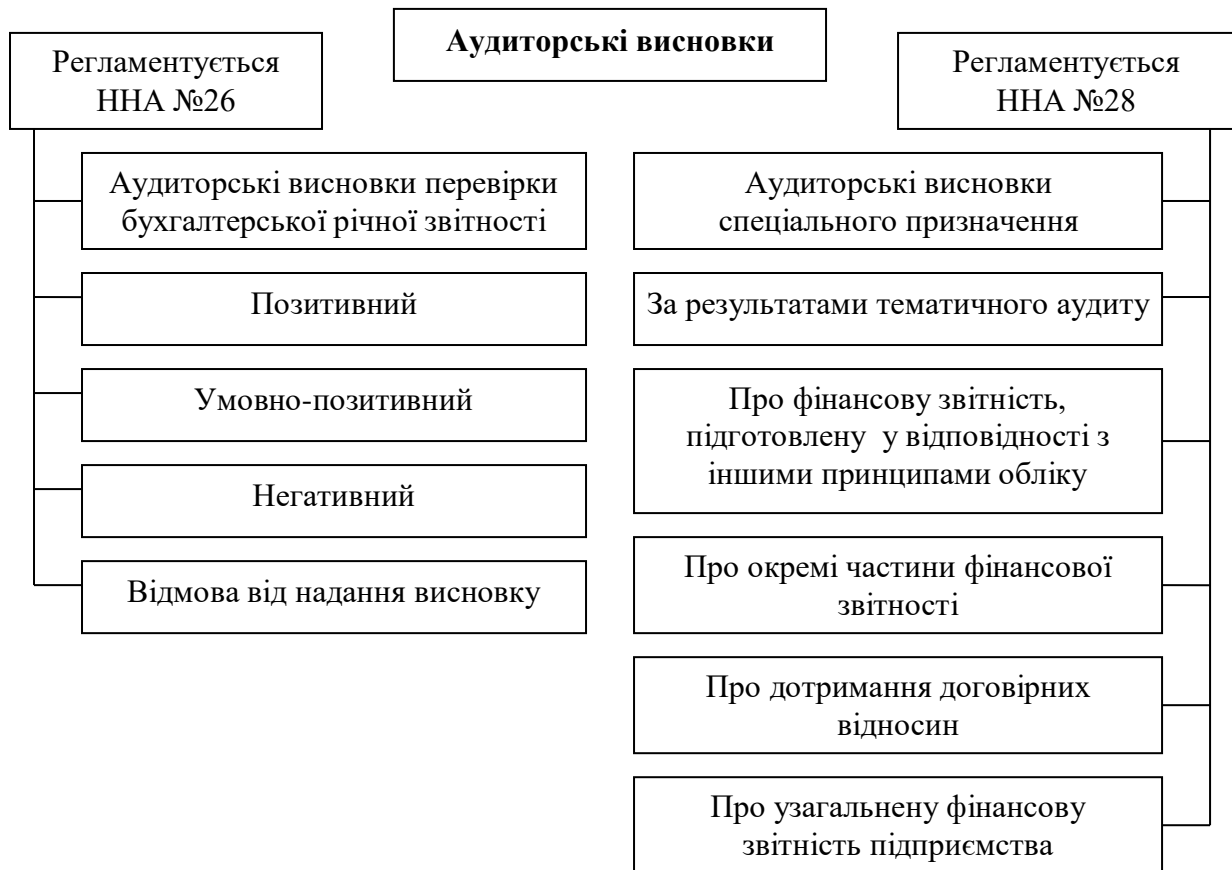 Аудиторські висновки
Регламентується
ННА №26
Аудиторські висновки перевірки
бухгалтерської річної звітності
Позитивний
Умовно-позитивний
Негативний
Відмова від надання висновку
Регламентується
ННА №28
Аудиторські висновки
спеціального призначення
За результатами тематичного аудиту
Про фінансову звітність,
підготовлену у відповідності з
іншими принципами обліку
Про окремі частини фінансової
звітності
Про дотримання договірних
відносин
Про узагальнену фінансову
звітність підприємства